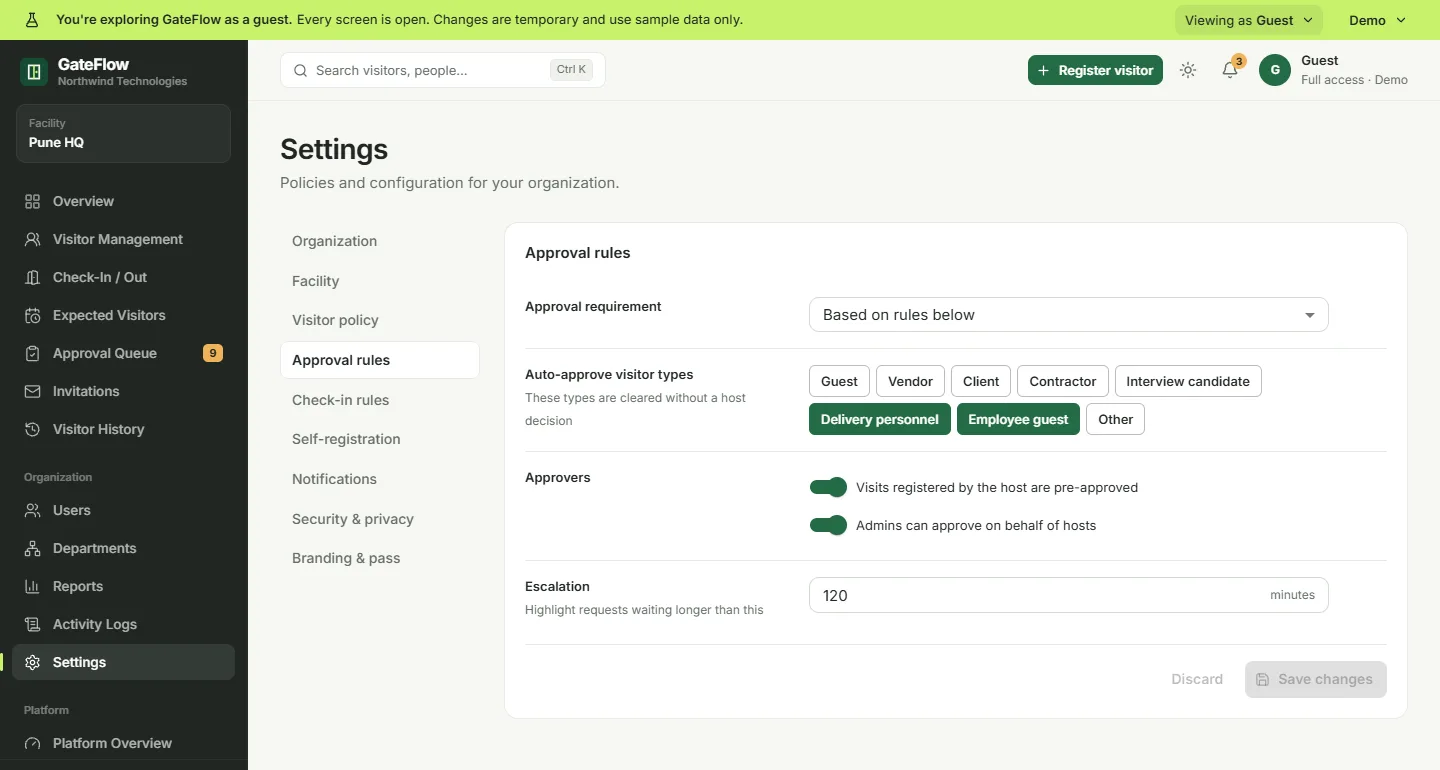 You're exploring GateFlow as a guest. Every screen is open. Changes are temporary and use sample data only.
Viewing as Guest
Demo
GateFlow
Northwind Technologies
Search visitors, people...
Ctrl K
Register visitor
3
G
Guest
Full access · Demo
Facility
Pune HQ
Overview
Visitor Management
Check-In / Out
Expected Visitors
Approval Queue 9
Invitations
Visitor History
Organization
Users
Departments
Reports
Activity Logs
Settings
Platform
Platform Overview
Settings
Policies and configuration for your organization.
Organization
Facility
Visitor policy
Approval rules
Check-in rules
Self-registration
Notifications
Security & privacy
Branding & pass
Approval rules
Approval requirement
Based on rules below
Auto-approve visitor types
These types are cleared without a host
decision
Guest Vendor Client Contractor Interview candidate
Delivery personnel Employee guest Other
Approvers
Visits registered by the host are pre-approved
Admins can approve on behalf of hosts
Escalation
Highlight requests waiting longer than this
120 minutes
Discard Save changes